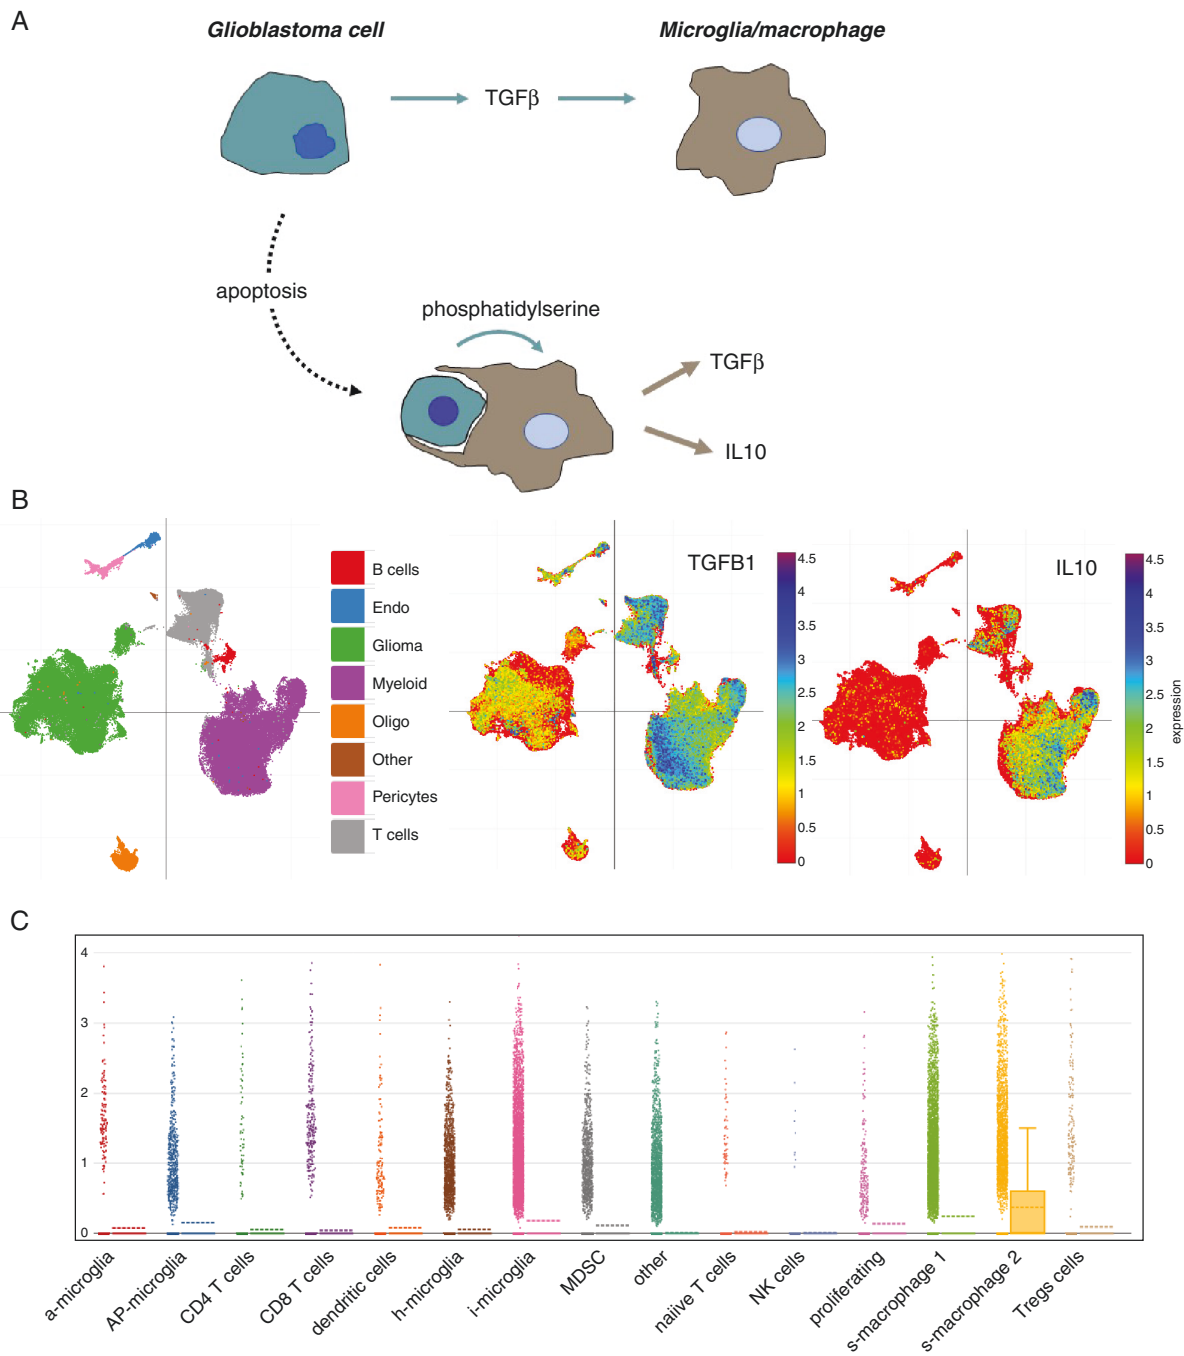 A
Glioblastoma cell
Microglia/macrophage
TGFβ
apoptosis
phosphatidylserine
TGFβ
IL10
B
B cells
Endo
Glioma
Myeloid
Oligo
Other
Pericytes
T cells
TGFB1
4.5
4
3.5
3
2.5
2
1.5
1
0.5
0
IL10
4.5
4
3.5
3
2.5
2
1.5
1
0.5
0
expression
C
4
3
2
1
0
a-microglia
AP-microglia
CD4 T cells
CD8 T cells
dendritic cells
h-microglia
i-microglia
MDSC
other
naiive T cells
NK cells
proliferating
s-macrophage 1
s-macrophage 2
Tregs cells